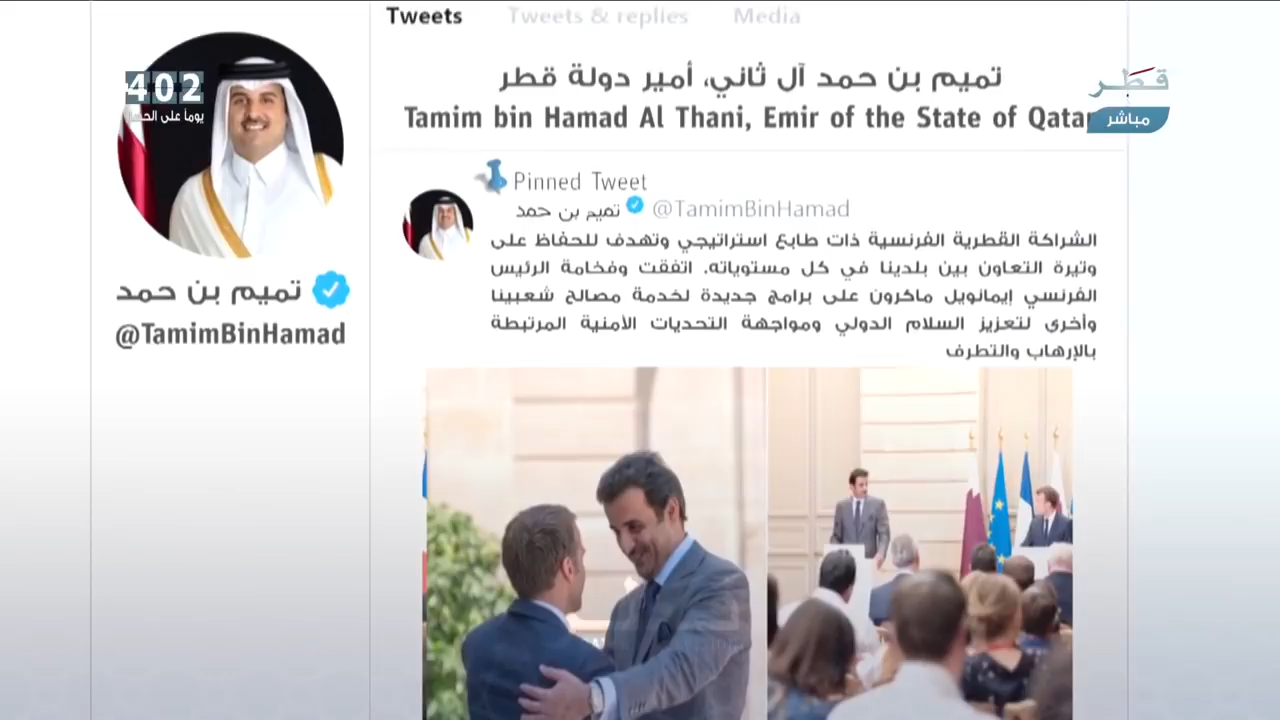 Tweets Tweets & replies Media
402
يوماً على الحصار
قطر
مباشر
تميم بن حمد آل ثاني، أمير دولة قطر
Tamim bin Hamad Al Thani, Emir of the State of Qatar
Pinned Tweet
تميم بن حمد @TamimBinHamad
الشراكة القطرية الفرنسية ذات طابع استراتيجي وتهدف للحفاظ على
وتيرة التعاون بين بلدينا في كل مستوياته. اتفقت وفخامة الرئيس
الفرنسي إيمانويل ماكرون على برامج جديدة لخدمة مصالح شعبينا
وأخرى لتعزيز السلام الدولي ومواجهة التحديات الأمنية المرتبطة
بالإرهاب والتطرف
تميم بن حمد
@TamimBinHamad